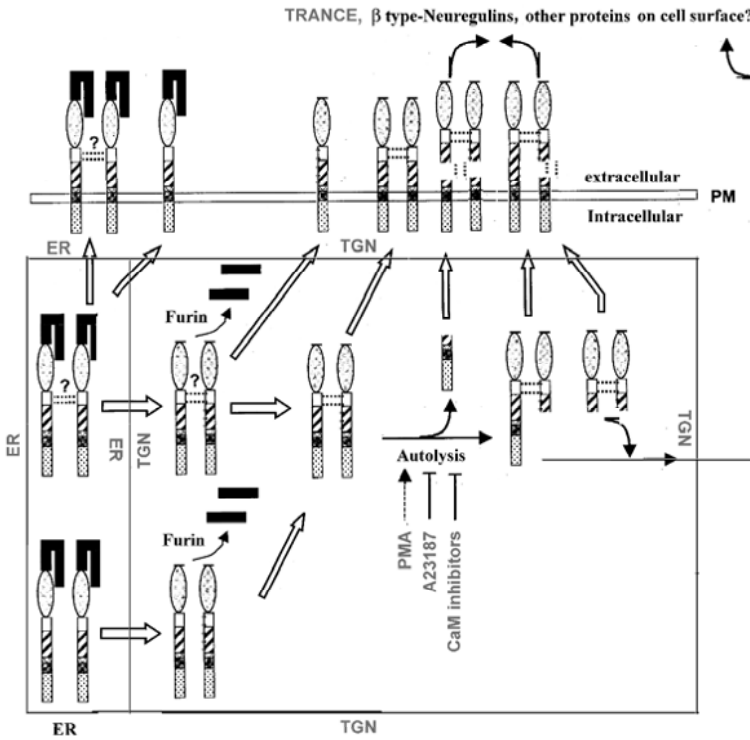 TRANCE, β type-Neuregulins, other proteins on cell surface?
?
extracellular
PM
Intracellular
ER
TGN
Furin
?
?
ER
ER
TGN
TGN
Autolysis
Furin
PMA
A23187
CaM inhibitors
ER
TGN